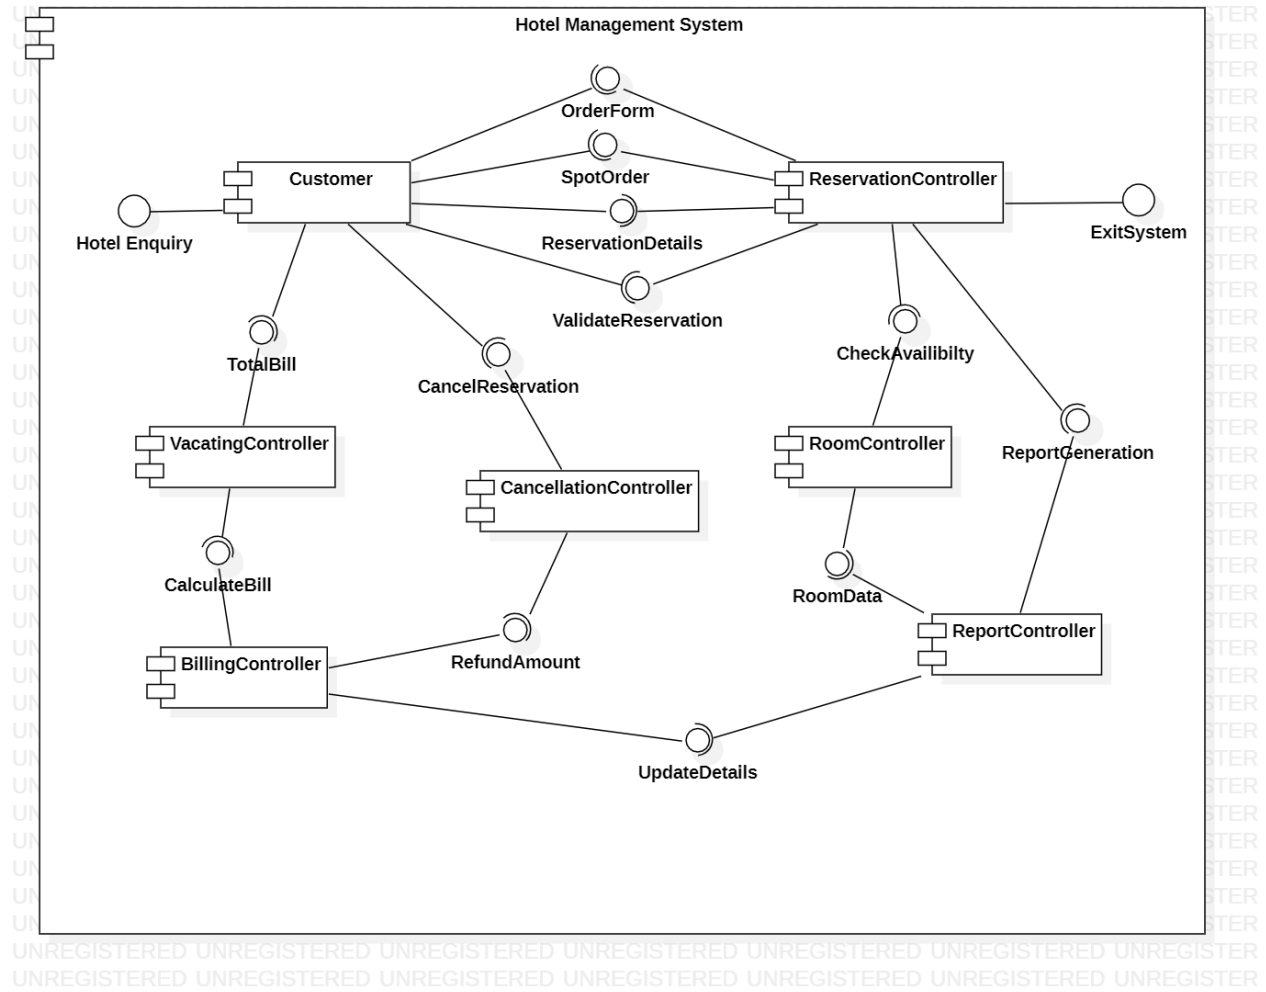 Hotel Management System
OrderForm
SpotOrder
Customer
ReservationController
ReservationDetails
Hotel Enquiry
ExitSystem
ValidateReservation
CheckAvailibilty
TotalBill
CancelReservation
VacatingController
RoomController
ReportGeneration
CancellationController
CalculateBill
RoomData
ReportController
BillingController
RefundAmount
UpdateDetails
UNREGISTERED UNREGISTERED UNREGISTERED UNREGISTERED UNREGISTERED UNREGISTERED UNREGISTER
UNREGISTERED UNREGISTERED UNREGISTERED UNREGISTERED UNREGISTERED UNREGISTERED UNREGISTER